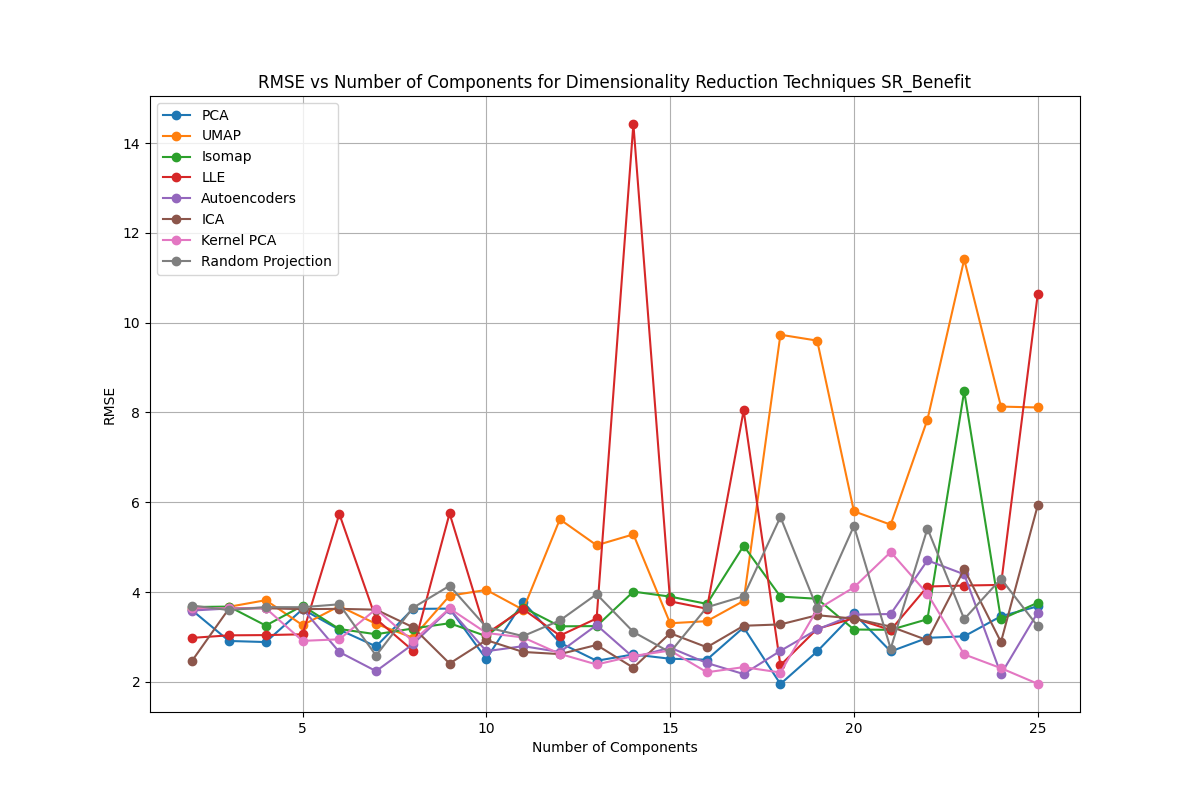 RMSE vs Number of Components for Dimensionality Reduction Techniques SR_Benefit
PCA
UMAP
Isomap
LLE
Autoencoders
ICA
Kernel PCA
Random Projection
RMSE
14
12
10
8
6
4
2
5 10 15 20 25
Number of Components